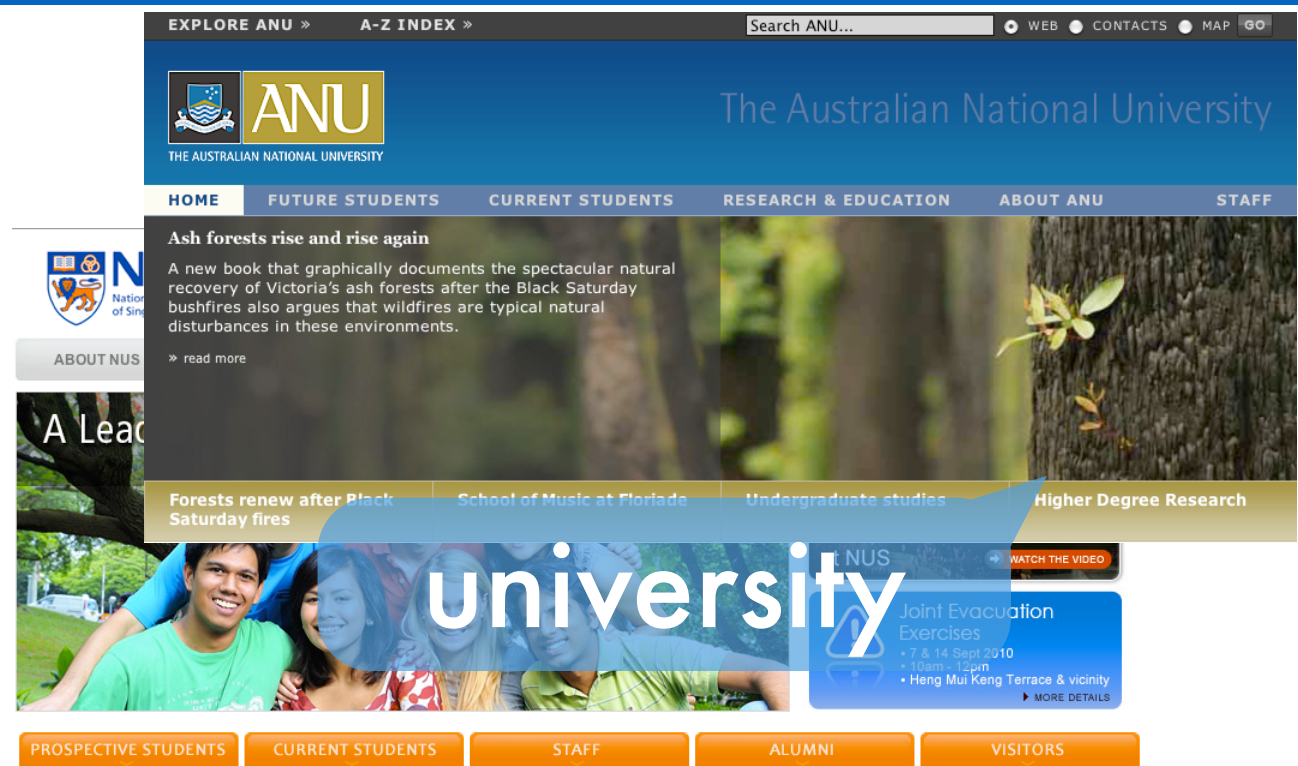 EXPLORE ANU »
A-Z INDEX »
Search ANU...
WEB
CONTACTS
MAP
GO
ANU
THE AUSTRALIAN NATIONAL UNIVERSITY
The Australian National University
HOME
FUTURE STUDENTS
CURRENT STUDENTS
RESEARCH & EDUCATION
ABOUT ANU
STAFF
Ash forests rise and rise again
A new book that graphically documents the spectacular natural
recovery of Victoria's ash forests after the Black Saturday
bushfires also argues that wildfires are typical natural
disturbances in these environments.
» read more
N
of
ABOUT NUS
A
Forests renew after Black
Saturday fires
School of Music at Floriade
Undergraduate studies
Higher Degree Research
university
NUS
WATCH THE VIDEO
Joint Evacuation
Exercises
• 7 & 14 Sept 2010
• 10am - 12pm
• Heng Mui Keng Terrace & vicinity
MORE DETAILS
PROSPECTIVE STUDENTS
CURRENT STUDENTS
STAFF
ALUMNI
VISITORS